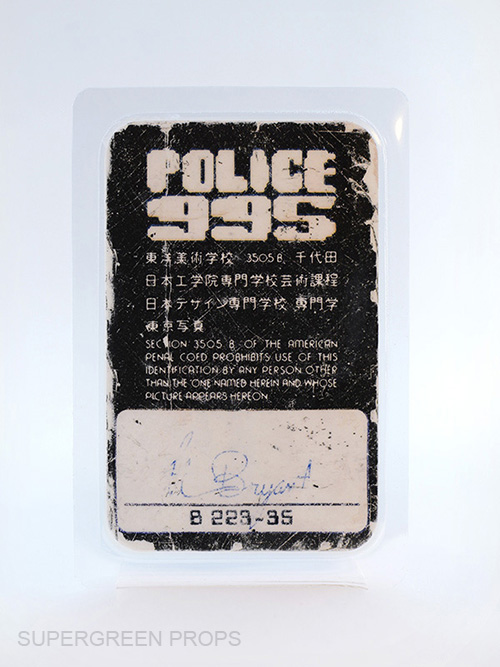 POLICE
995
東洋美術学校 3505 B, 千代田
日本工学院専門学校芸術課程
日本デザイン専門学校 専門学
東京写真
SECTION 3505 B, OF THE AMERICAN
PENAL COED PROBHIBITS USE OF THIS
IDENTIFICATION BY ANY PERSON OTHER
THAN THE ONE NAMED HEREIN AND WHOSE
PICTURE APPEARS HEREON
Bryant
B 223-95
SUPERGREEN PROPS